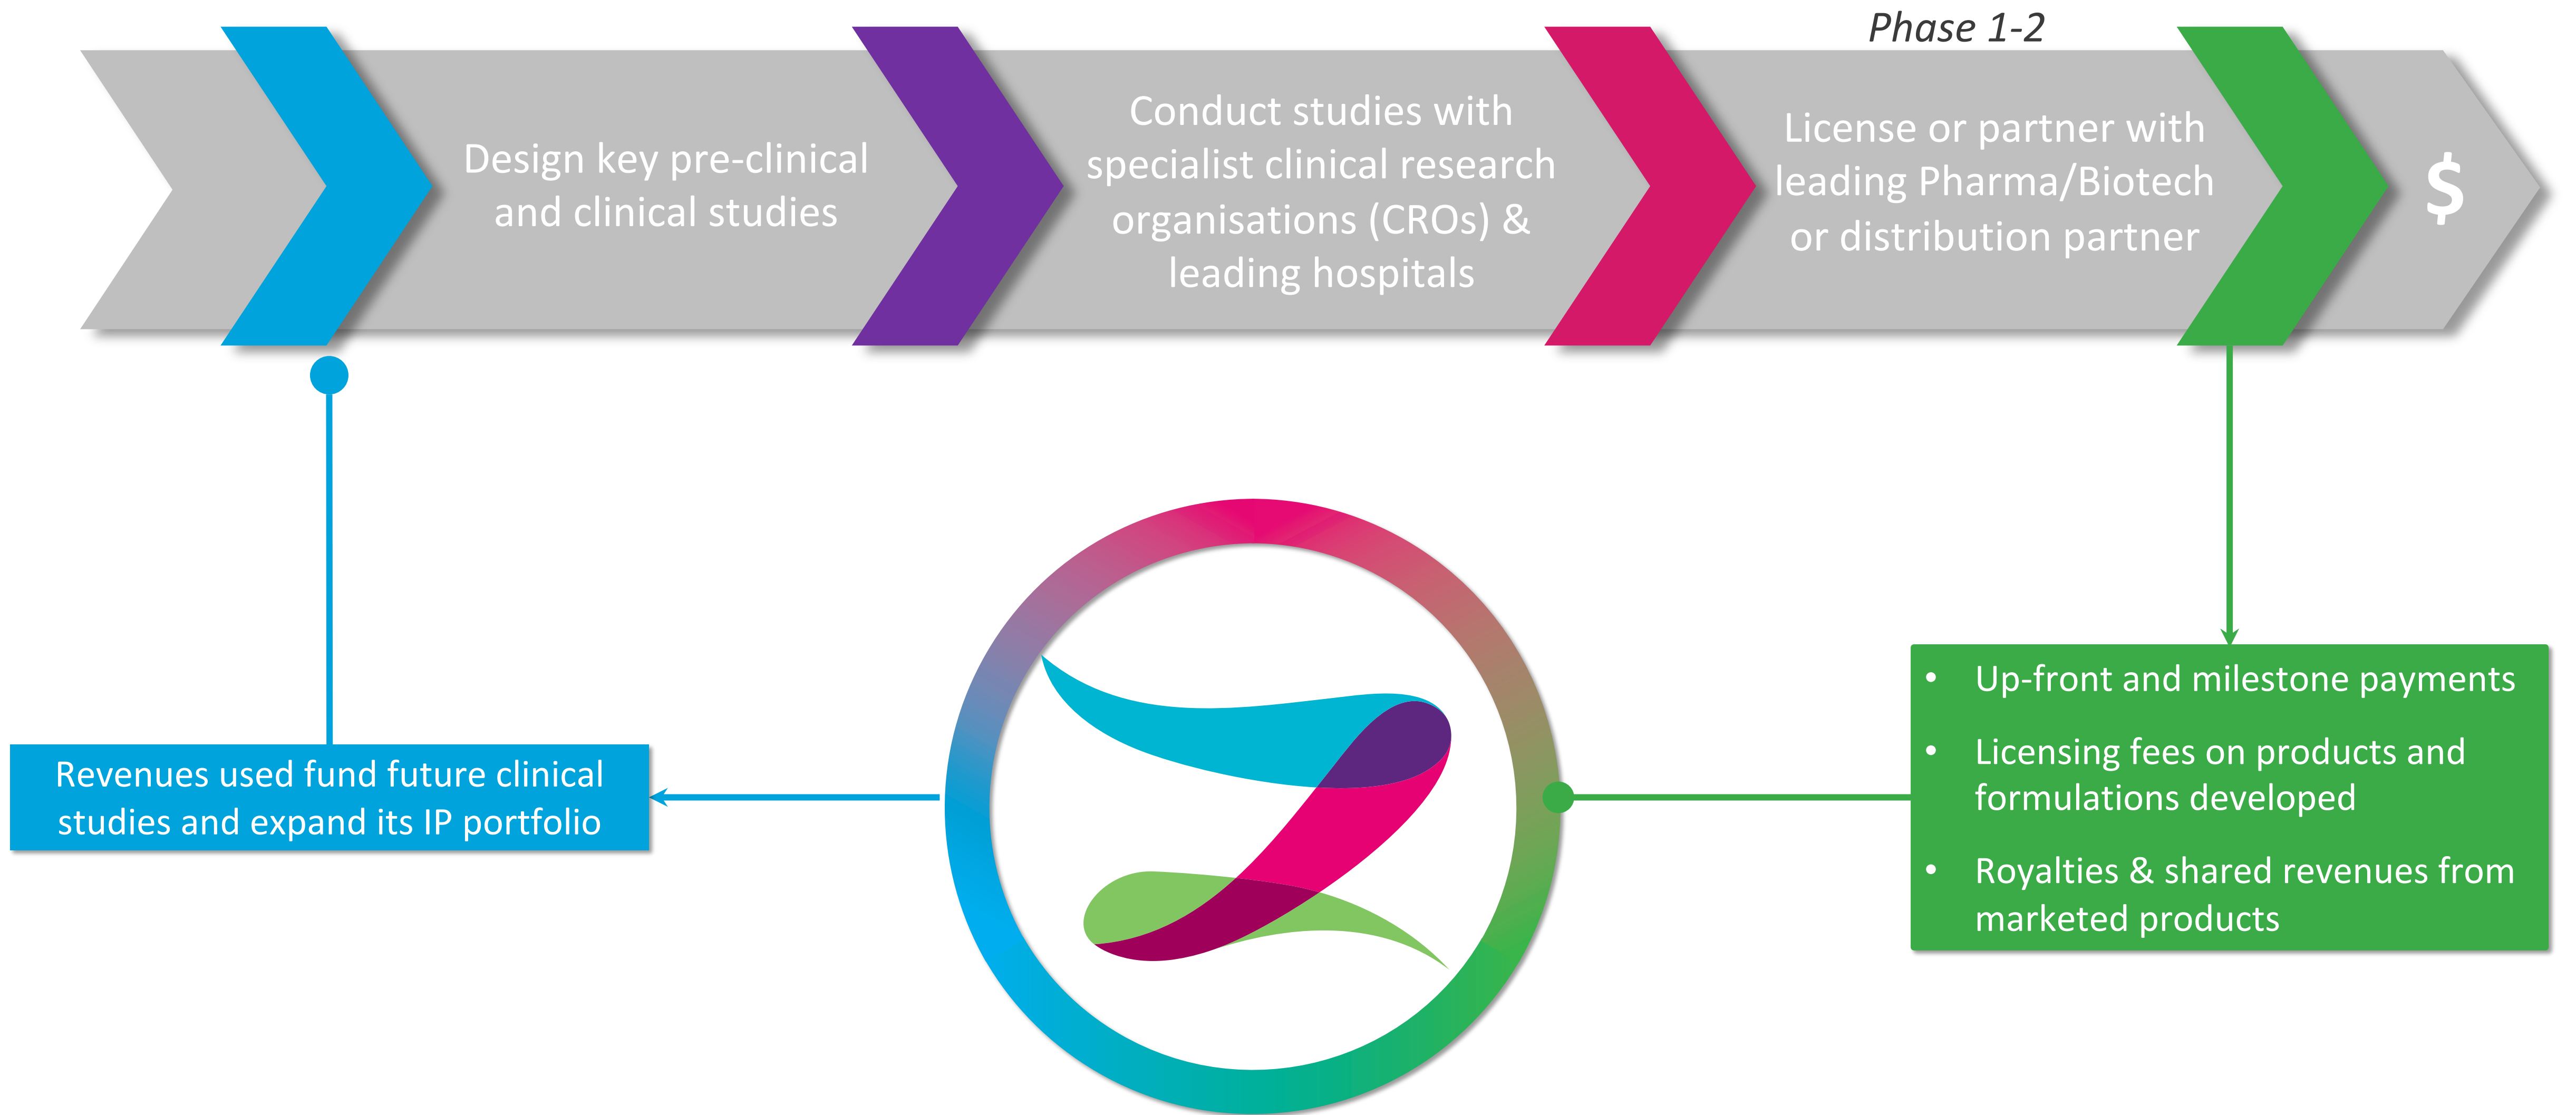 Phase 1-2
Design key pre-clinical
and clinical studies
Conduct studies with
specialist clinical research
organisations (CROs) &
leading hospitals
License or partner with
leading Pharma/Biotech
or distribution partner
$
Revenues used fund future clinical
studies and expand its IP portfolio
• Up-front and milestone payments
• Licensing fees on products and
formulations developed
• Royalties & shared revenues from
marketed products